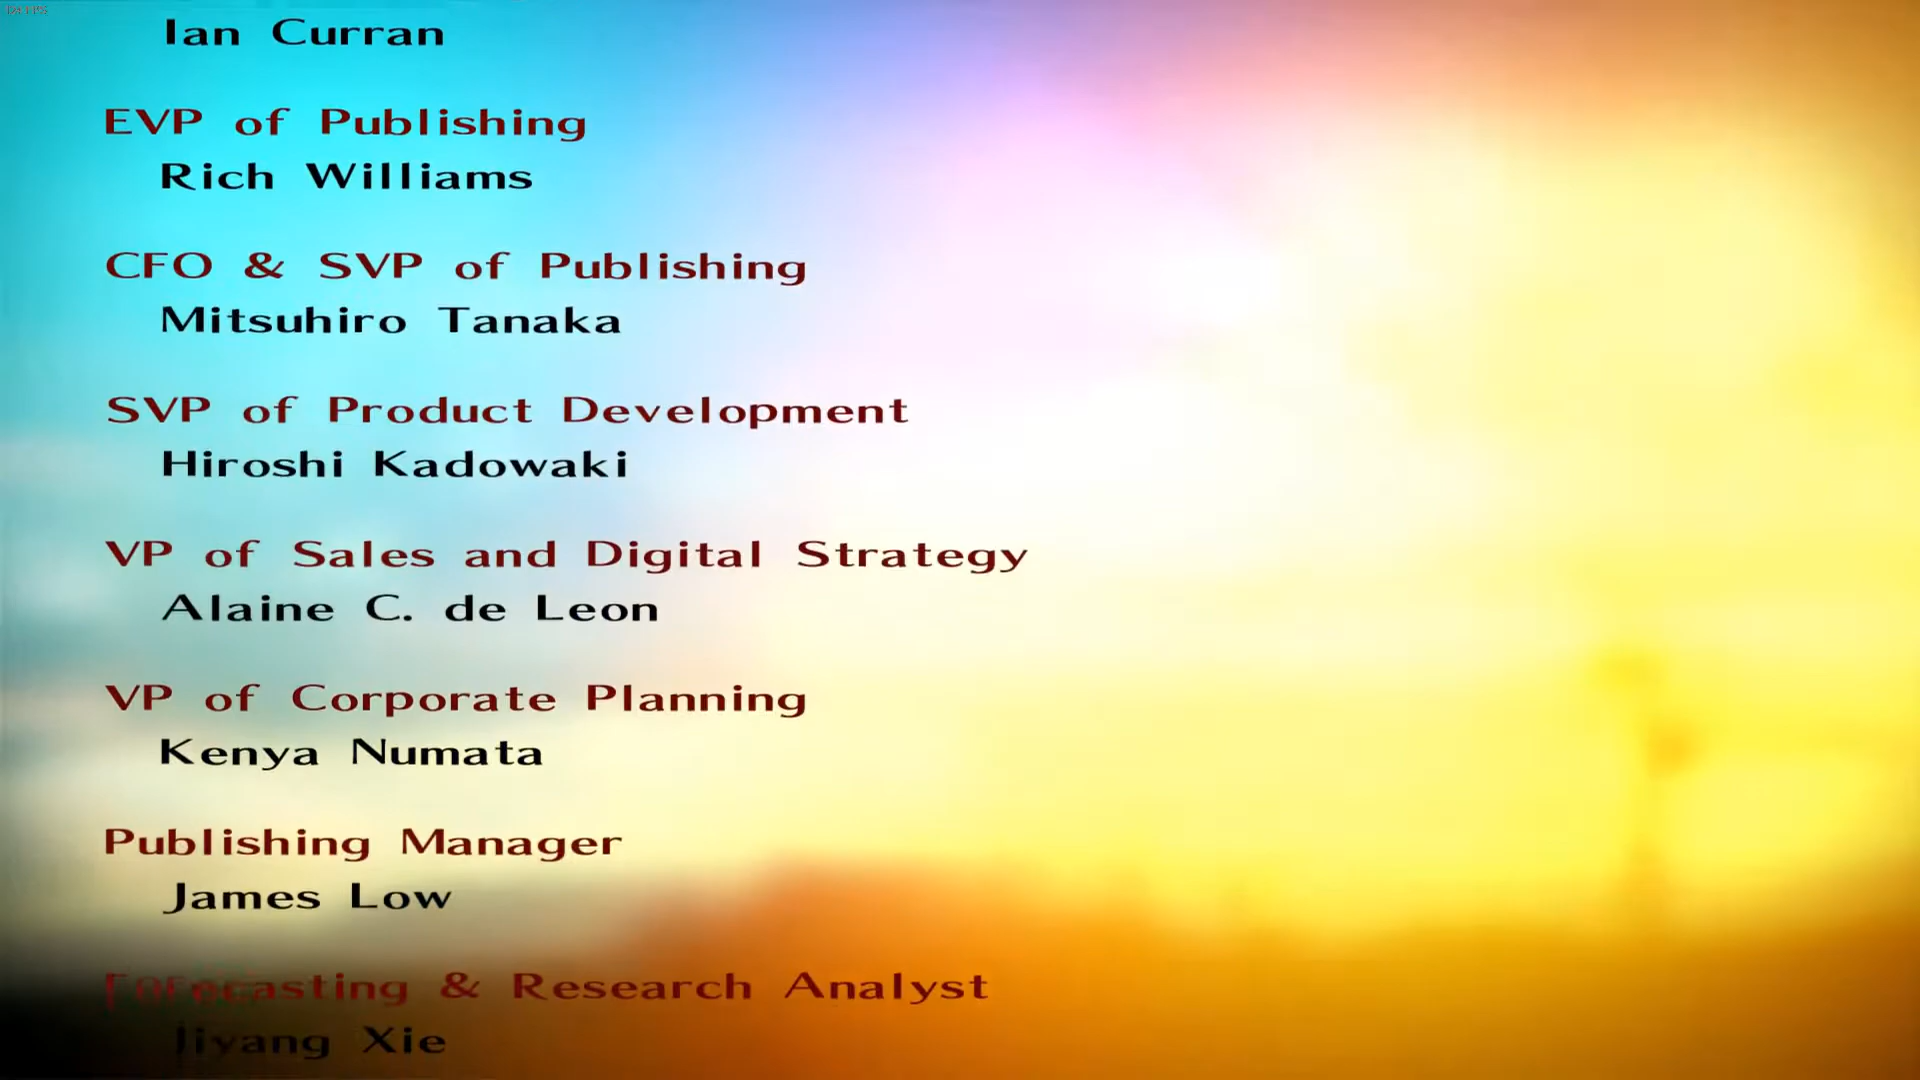 Ian Curran
EVP of Publishing
Rich Williams
CFO & SVP of Publishing
Mitsuhiro Tanaka
SVP of Product Development
Hiroshi Kadowaki
VP of Sales and Digital Strategy
Alaine C. de Leon
VP of Corporate Planning
Kenya Numata
Publishing Manager
James Low
Forecasting & Research Analyst
Jiyang Xie